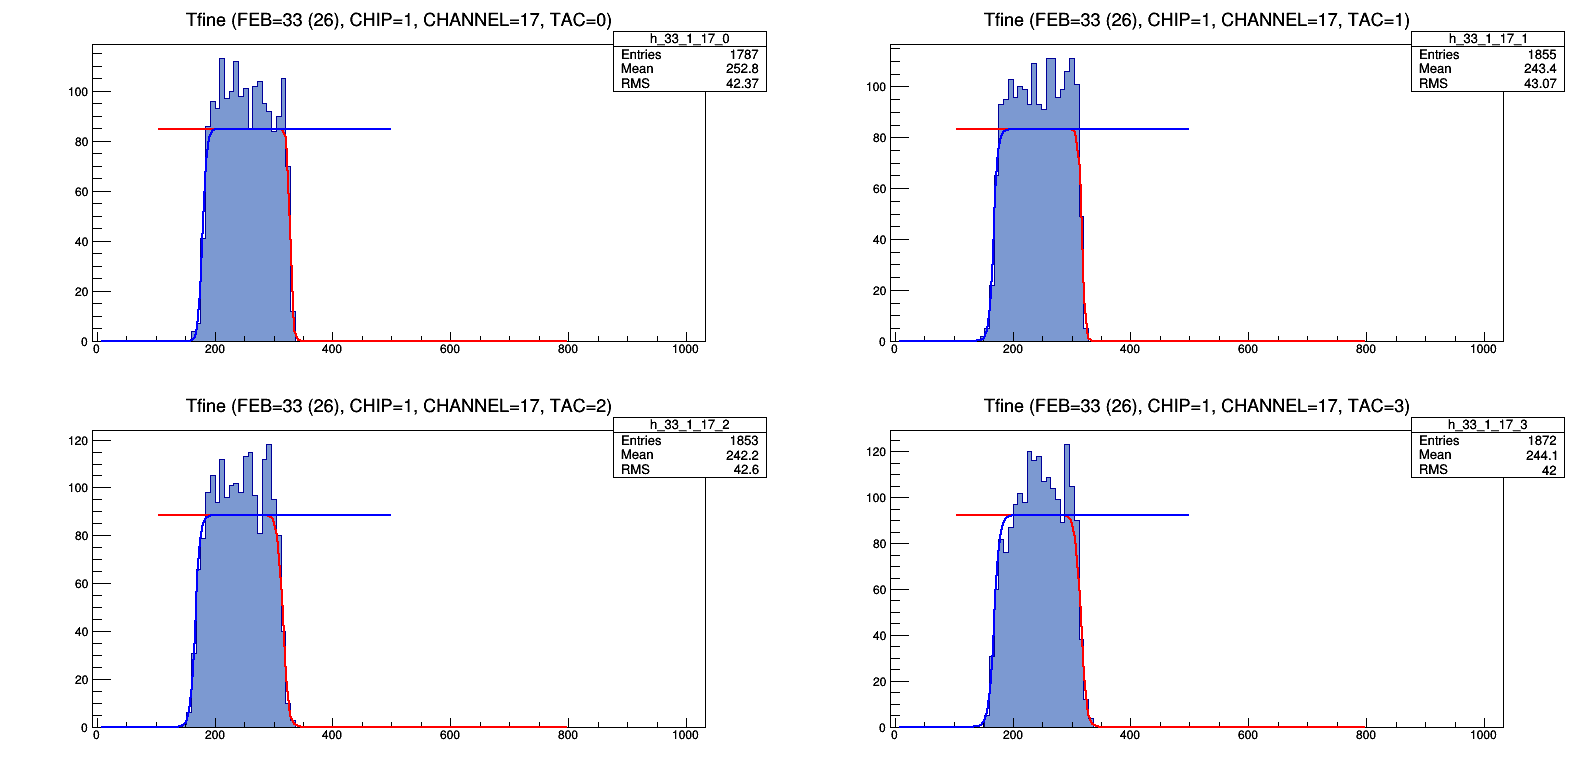 Tfine (FEB=33 (26), CHIP=1, CHANNEL=17, TAC=0)
h_33_1_17_0
Entries 1787
Mean 252.8
RMS 42.37
100
80
60
40
20
0
0 200 400 600 800 1000
Tfine (FEB=33 (26), CHIP=1, CHANNEL=17, TAC=1)
h_33_1_17_1
Entries 1855
Mean 243.4
RMS 43.07
100
80
60
40
20
0
0 200 400 600 800 1000
Tfine (FEB=33 (26), CHIP=1, CHANNEL=17, TAC=2)
h_33_1_17_2
Entries 1853
Mean 242.2
RMS 42.6
120
100
80
60
40
20
0
0 200 400 600 800 1000
Tfine (FEB=33 (26), CHIP=1, CHANNEL=17, TAC=3)
h_33_1_17_3
Entries 1872
Mean 244.1
RMS 42
120
100
80
60
40
20
0
0 200 400 600 800 1000